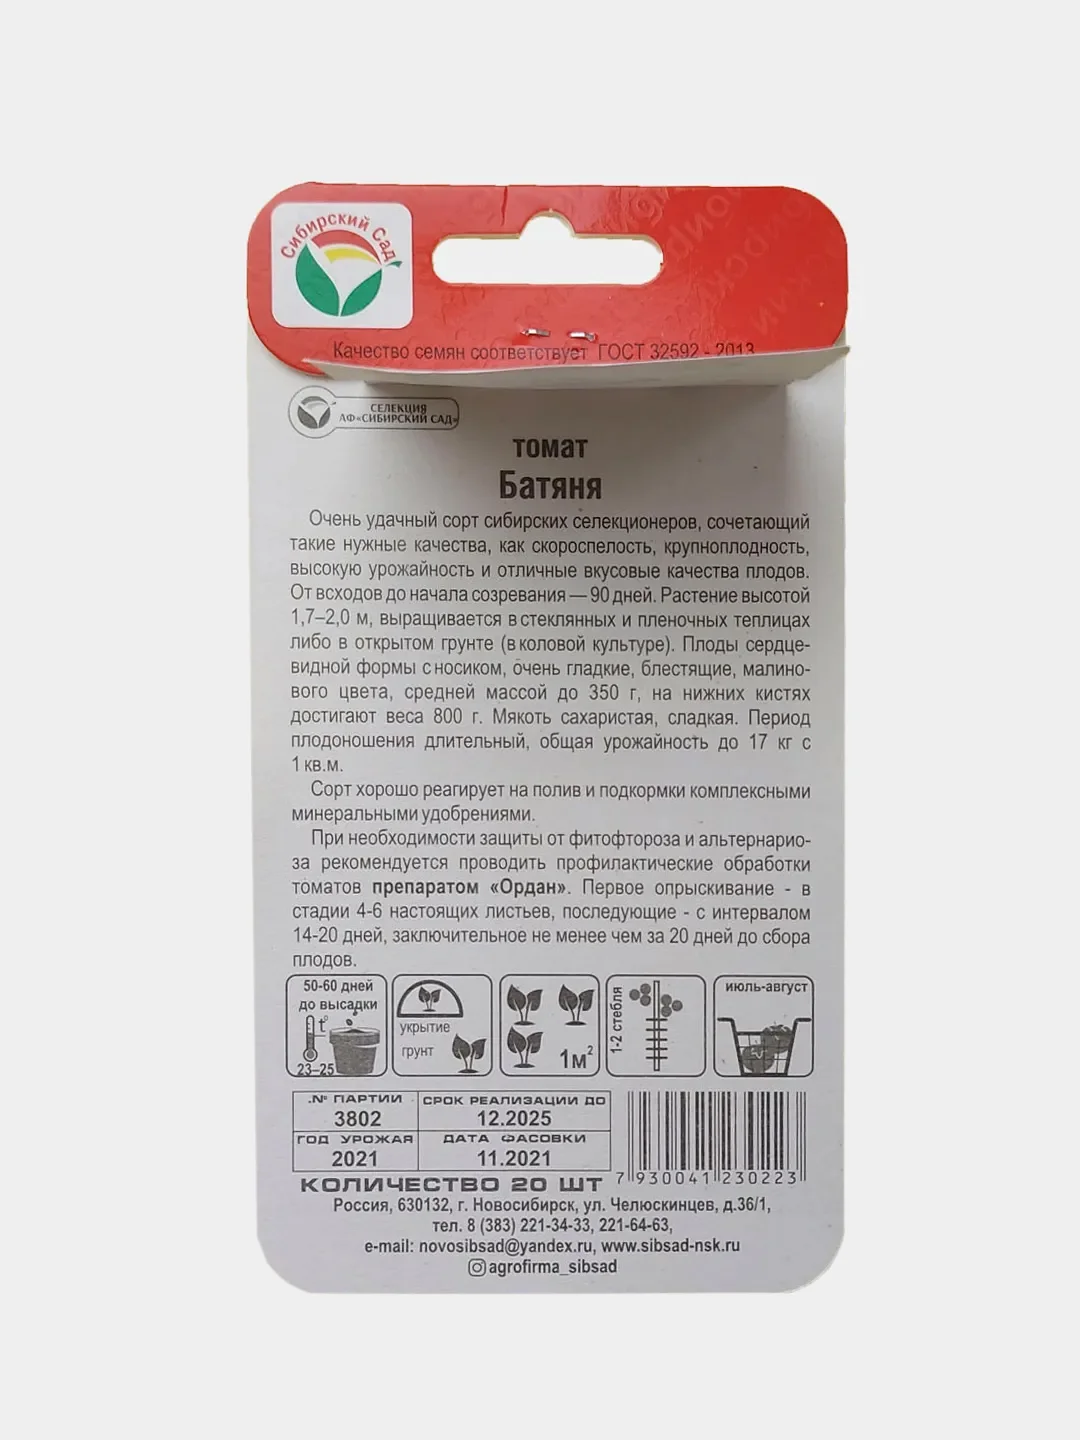 Сибирский Сад
Качество семян соответствует ГОСТ 32592 - 2013
СЕЛЕКЦИЯ
АФ«СИБИРСКИЙ САД»
томат
Батяня
Очень удачный сорт сибирских селекционеров, сочетающий
такие нужные качества, как скороспелость, крупноплодность,
высокую урожайность и отличные вкусовые качества плодов.
От всходов до начала созревания — 90 дней. Растение высотой
1,7–2,0 м, выращивается в стеклянных и пленочных теплицах
либо в открытом грунте (в коловой культуре). Плоды сердце-
видной формы с носиком, очень гладкие, блестящие, малино-
вого цвета, средней массой до 350 г, на нижних кистях
достигают веса 800 г. Мякоть сахаристая, сладкая. Период
плодоношения длительный, общая урожайность до 17 кг с
1 кв.м.
Сорт хорошо реагирует на полив и подкормки комплексными
минеральными удобрениями.
При необходимости защиты от фитофтороза и альтернарио-
за рекомендуется проводить профилактические обработки
томатов препаратом «Ордан». Первое опрыскивание - в
стадии 4-6 настоящих листьев, последующие - с интервалом
14-20 дней, заключительное не менее чем за 20 дней до сбора
плодов.
50-60 дней
до высадки
t°
23–25
укрытие
грунт
1м²
1-2 стебля
июль-август
№ ПАРТИИ
3802
СРОК РЕАЛИЗАЦИИ ДО
12.2025
ГОД УРОЖАЯ
2021
ДАТА ФАСОВКИ
11.2021
КОЛИЧЕСТВО 20 ШТ
7 930041 230223
Россия, 630132, г. Новосибирск, ул. Челюскинцев, д.36/1,
тел. 8 (383) 221-34-33, 221-64-63,
e-mail: novosibsad@yandex.ru, www.sibsad-nsk.ru
agrofirma_sibsad